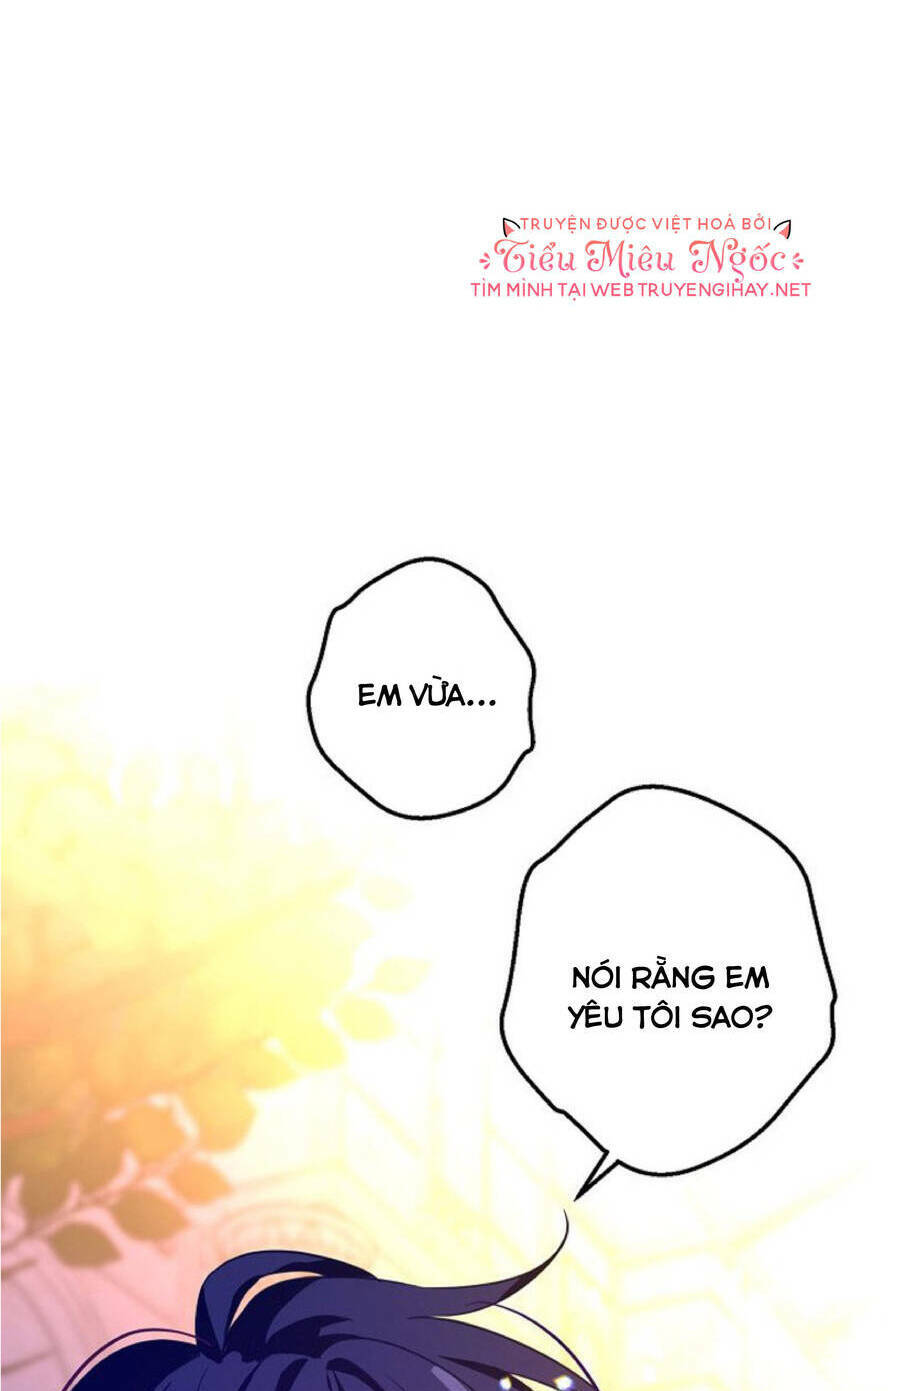 TRUYỆN ĐƯỢC VIỆT HOÁ BỞI
Tiểu Miêu Ngốc
TÌM MÌNH TẠI WEB TRUYENGIHAY.NET
EM VỪA...
NÓI RẰNG EM
YÊU TÔI SAO?